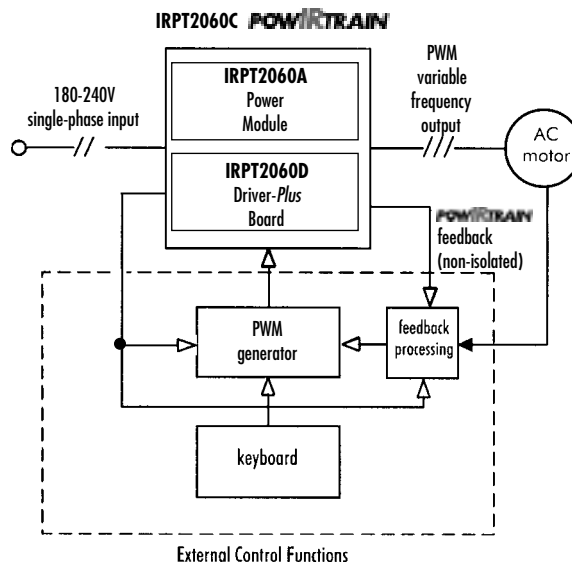 IRPT2060C POWIRTRAIN
IRPT2060A
Power
Module
IRPT2060D
Driver-Plus
Board
180-240V
single-phase input
PWM
variable
frequency
output
AC
motor
POWIRTRAIN
feedback
(non-isolated)
PWM
generator
feedback
processing
keyboard
External Control Functions